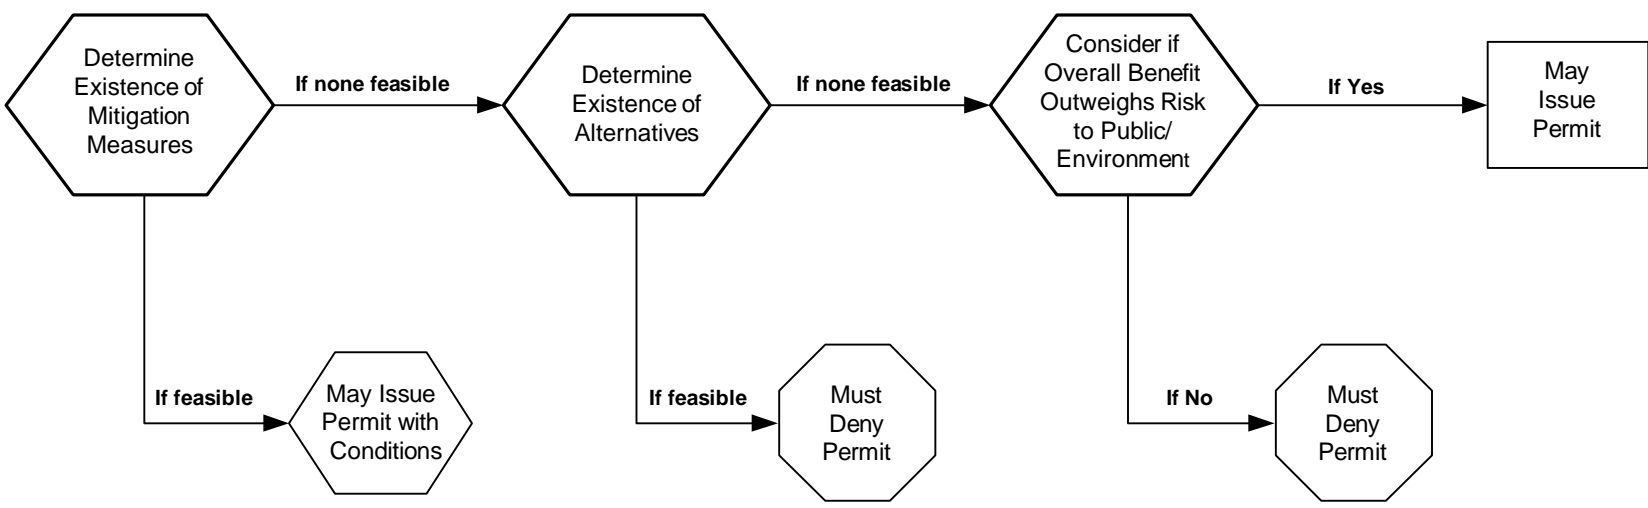 Determine
Existence of
Mitigation
Measures
If none feasible
Determine
Existence of
Alternatives
If none feasible
Consider if
Overall Benefit
Outweighs Risk
to Public/
Environment
If Yes
May
Issue
Permit
If feasible
May Issue
Permit with
Conditions
If feasible
Must
Deny
Permit
If No
Must
Deny
Permit